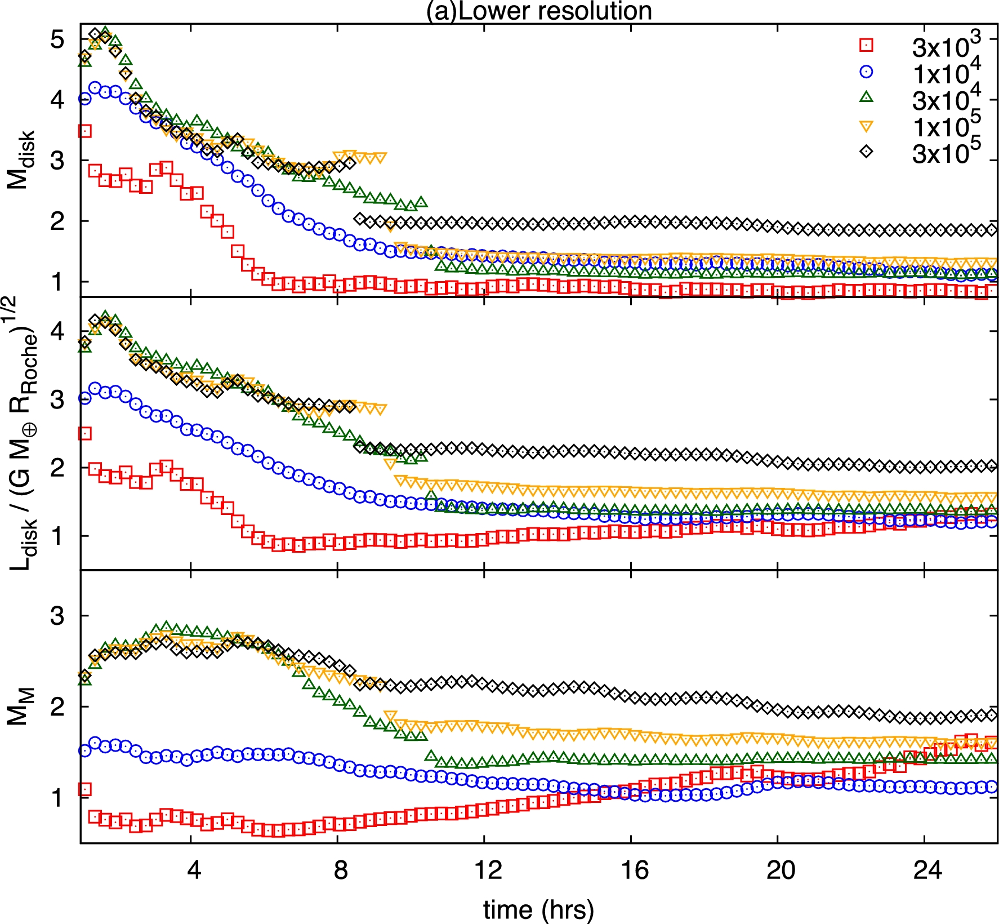 (a)Lower resolution
5
4
3
2
1
M_disk
3x10^3
1x10^4
3x10^4
1x10^5
3x10^5
4
3
2
1
L_disk / (G M_⊕ R_Roche)^1/2
3
2
1
M_M
4 8 12 16 20 24
time (hrs)